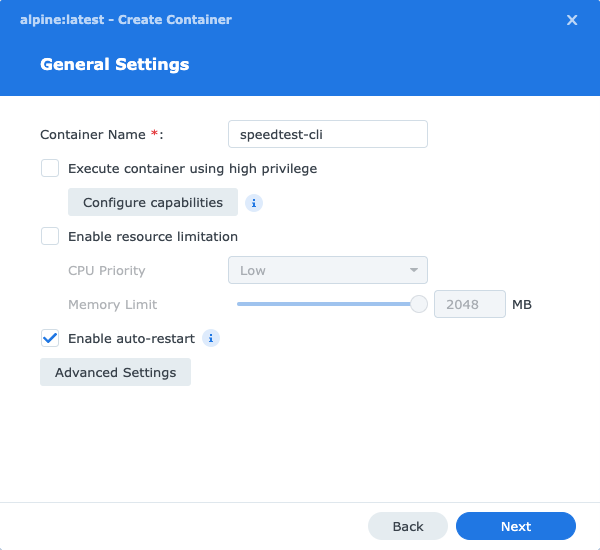 alpine:latest - Create Container
General Settings
Container Name *: speedtest-cli
Execute container using high privilege
Configure capabilities i
Enable resource limitation
CPU Priority Low
Memory Limit 2048 MB
Enable auto-restart i
Advanced Settings
Back Next